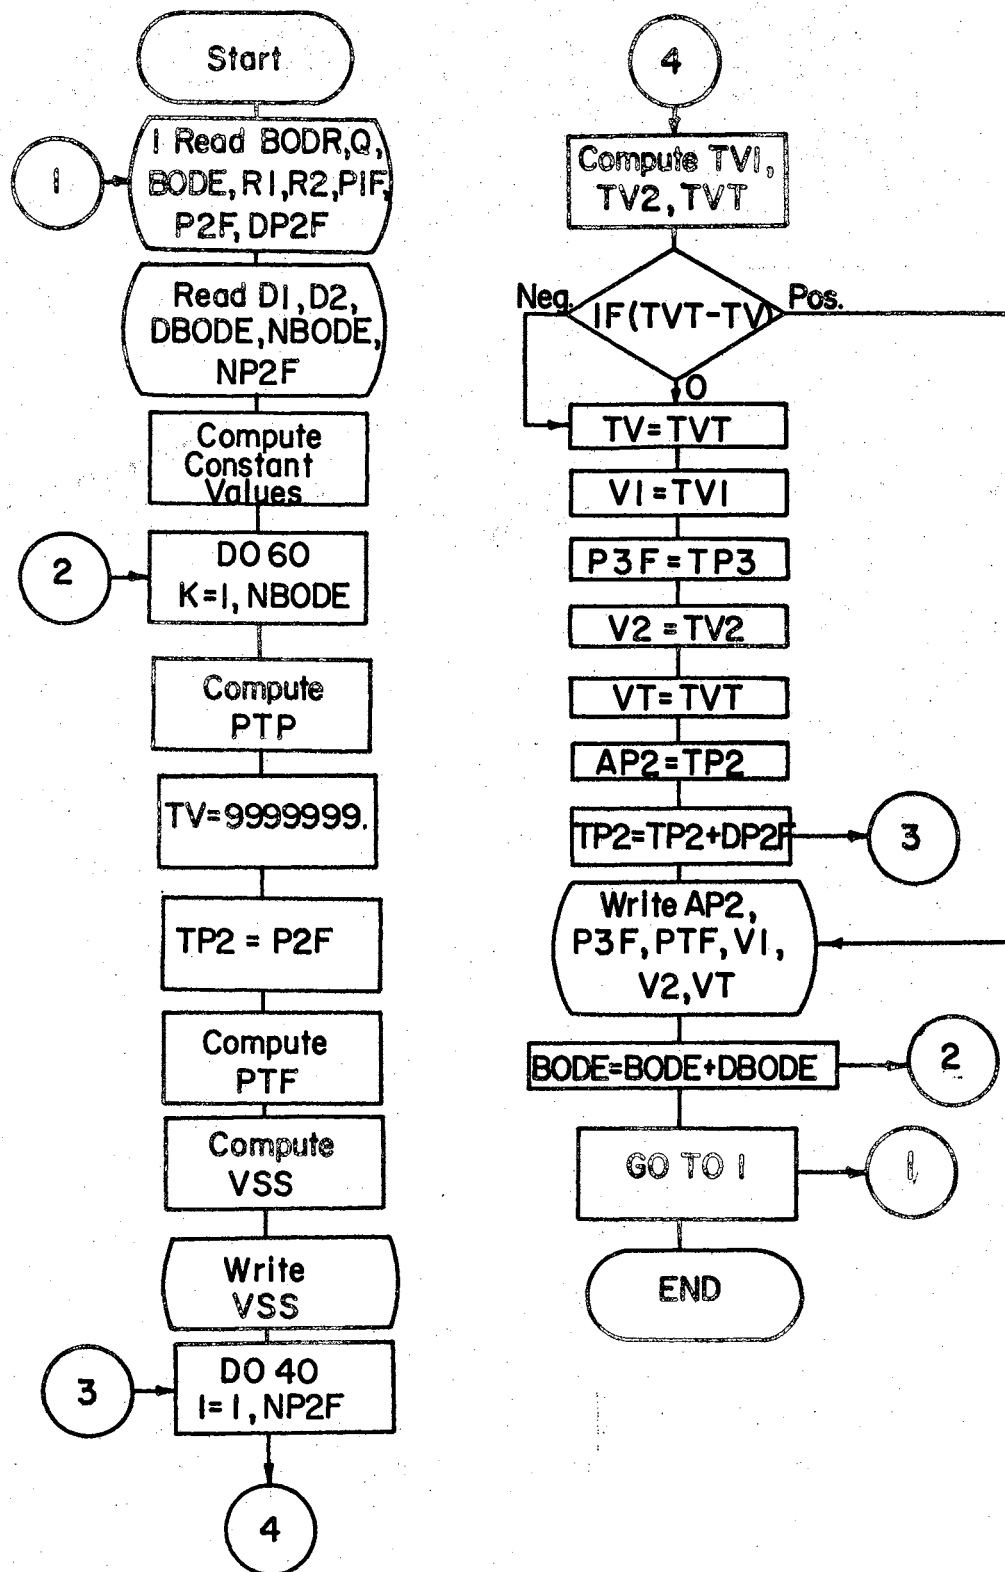 Start
1
1 Read BODR, Q,
BODE, R1, R2, P1F,
P2F, DP2F
Read D1, D2,
DBODE, NBODE,
NP2F
Compute
Constant
Values
2
DO 60
K=1, NBODE
Compute
PTP
TV=9999999.
TP2 = P2F
Compute
PTF
Compute
VSS
Write
VSS
3
DO 40
I=1, NP2F
4
4
Compute TV1,
TV2, TVT
Neg.
IF(TVT-TV)
Pos.
0
TV=TVT
V1=TV1
P3F=TP3
V2=TV2
VT=TVT
AP2=TP2
TP2=TP2+DP2F
3
Write AP2,
P3F, PTF, V1,
V2, VT
BODE=BODE+DBODE
2
GO TO 1
1
END